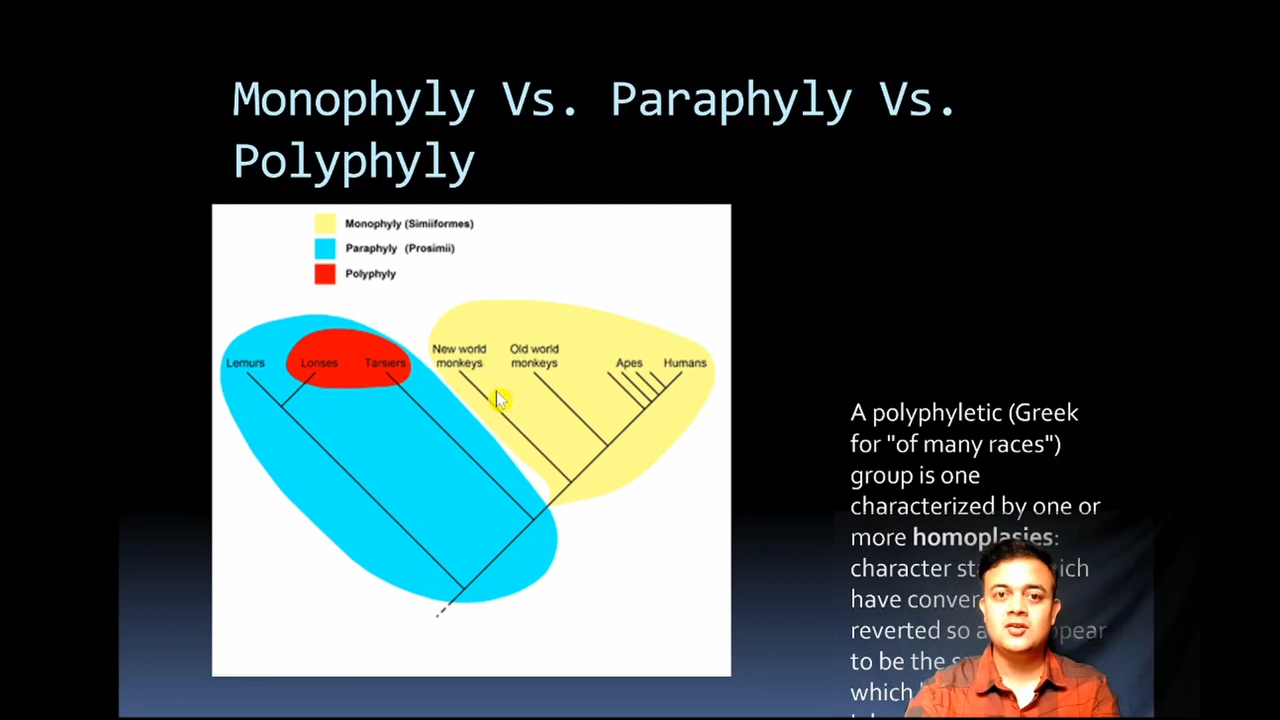 Monophyly Vs. Paraphyly Vs.
Polyphyly
Monophyly (Simiiformes)
Paraphyly (Prosimii)
Polyphyly
Lemurs
Lorises
Tarsiers
New world
monkeys
Old world
monkeys
Apes
Humans
A polyphyletic (Greek
for "of many races")
group is one
characterized by one or
more homoplasies:
character
have
reverted so
to be the
which